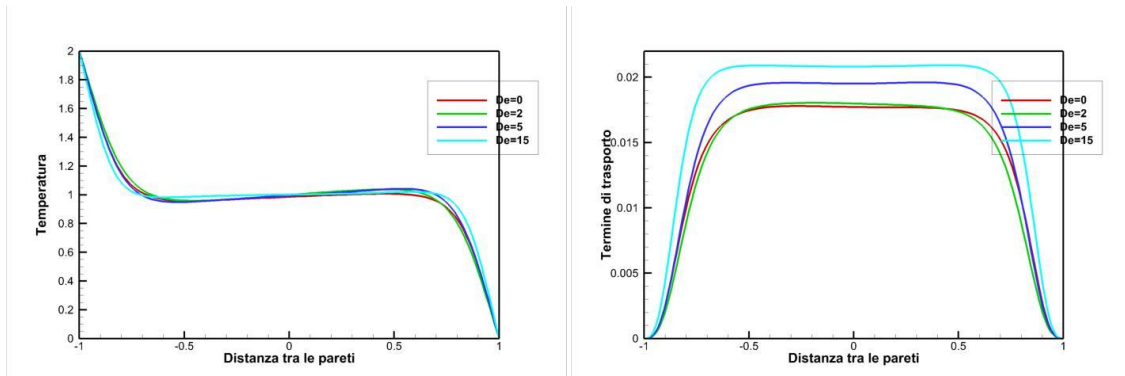 Temperatura
2
1.8
1.6
1.4
1.2
1
0.8
0.6
0.4
0.2
0
-1
-0.5
0
0.5
1
Distanza tra le pareti
De=0
De=2
De=5
De=15
Termine di trasporto
0.02
0.015
0.01
0.005
0
-1
-0.5
0
0.5
1
Distanza tra le pareti
De=0
De=2
De=5
De=15